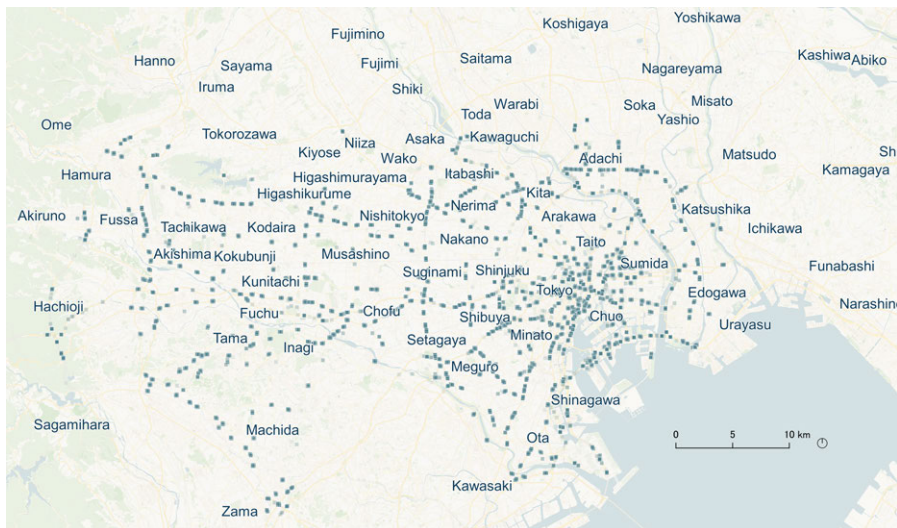 Yoshikawa
Koshigaya
Fujimino
Kashiwa
Abiko
Hanno
Sayama
Fujimi
Saitama
Nagareyama
Iruma
Shiki
Warabi
Soka
Misato
Toda
Yashio
Ome
Tokorozawa
Niiza
Asaka
Kawaguchi
Kiyose
Wako
Adachi
Matsudo
Sh
Hamura
Higashimurayama
Itabashi
Kamagaya
Higashikurume
Kita
Nerima
Katsushika
Akiruno
Fussa
Nishitokyo
Arakawa
Tachikawa
Kodaira
Ichikawa
Nakano
Taito
Akishima
Kokubunji
Musashino
Sumida
Funabashi
Suginami
Shinjuku
Kunitachi
Tokyo
Edogawa
Hachioji
Narashino
Fuchu
Chofu
Shibuya
Chuo
Urayasu
Tama
Inagi
Setagaya
Minato
Meguro
Shinagawa
Sagamihara
Machida
Ota
0 5 10 km
Kawasaki
Zama